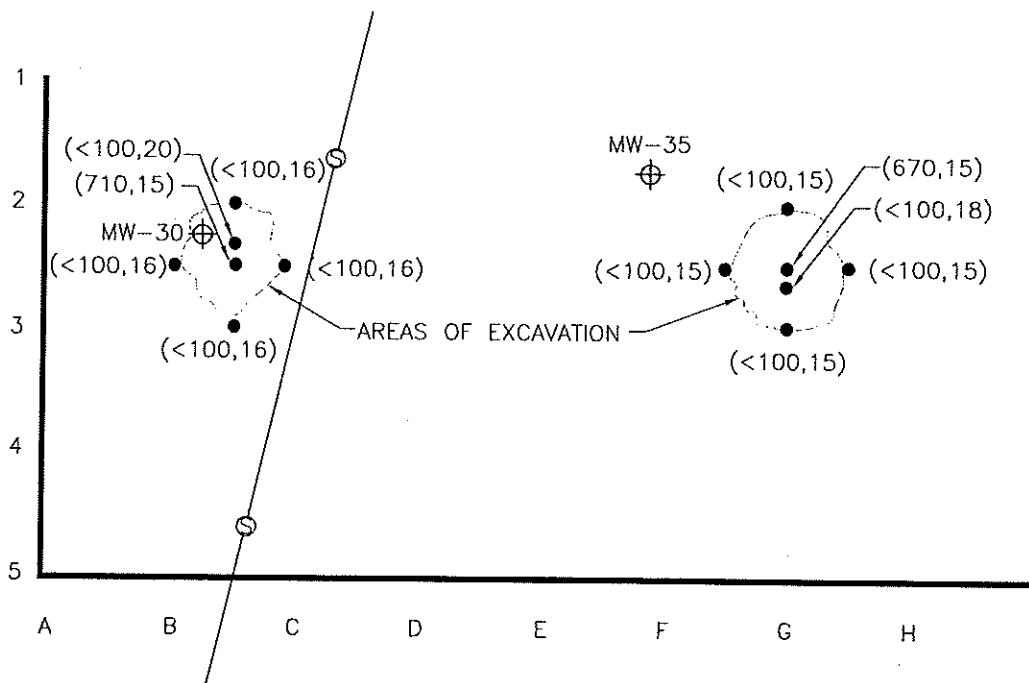 1
(<100,20)
(<100,16)
MW-35
(670,15)
(710,15)
(<100,15)
2
(<100,18)
MW-30
(<100,16)
(<100,16)
(<100,15)
(<100,15)
3
AREAS OF EXCAVATION
(<100,16)
(<100,15)
4
5
A B C D E F G H
S
S